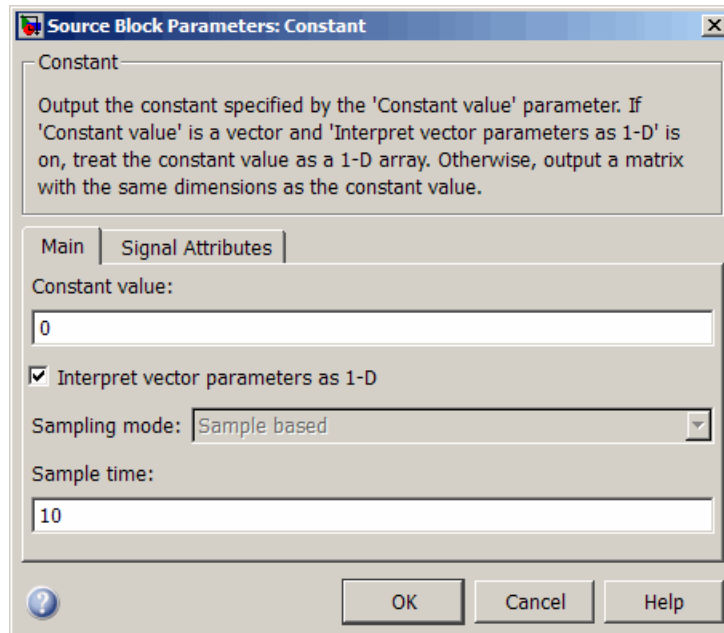 Source Block Parameters: Constant
Constant
Output the constant specified by the 'Constant value' parameter. If
'Constant value' is a vector and 'Interpret vector parameters as 1-D' is
on, treat the constant value as a 1-D array. Otherwise, output a matrix
with the same dimensions as the constant value.
Main Signal Attributes
Constant value:
0
Interpret vector parameters as 1-D
Sampling mode: Sample based
Sample time:
10
OK Cancel Help